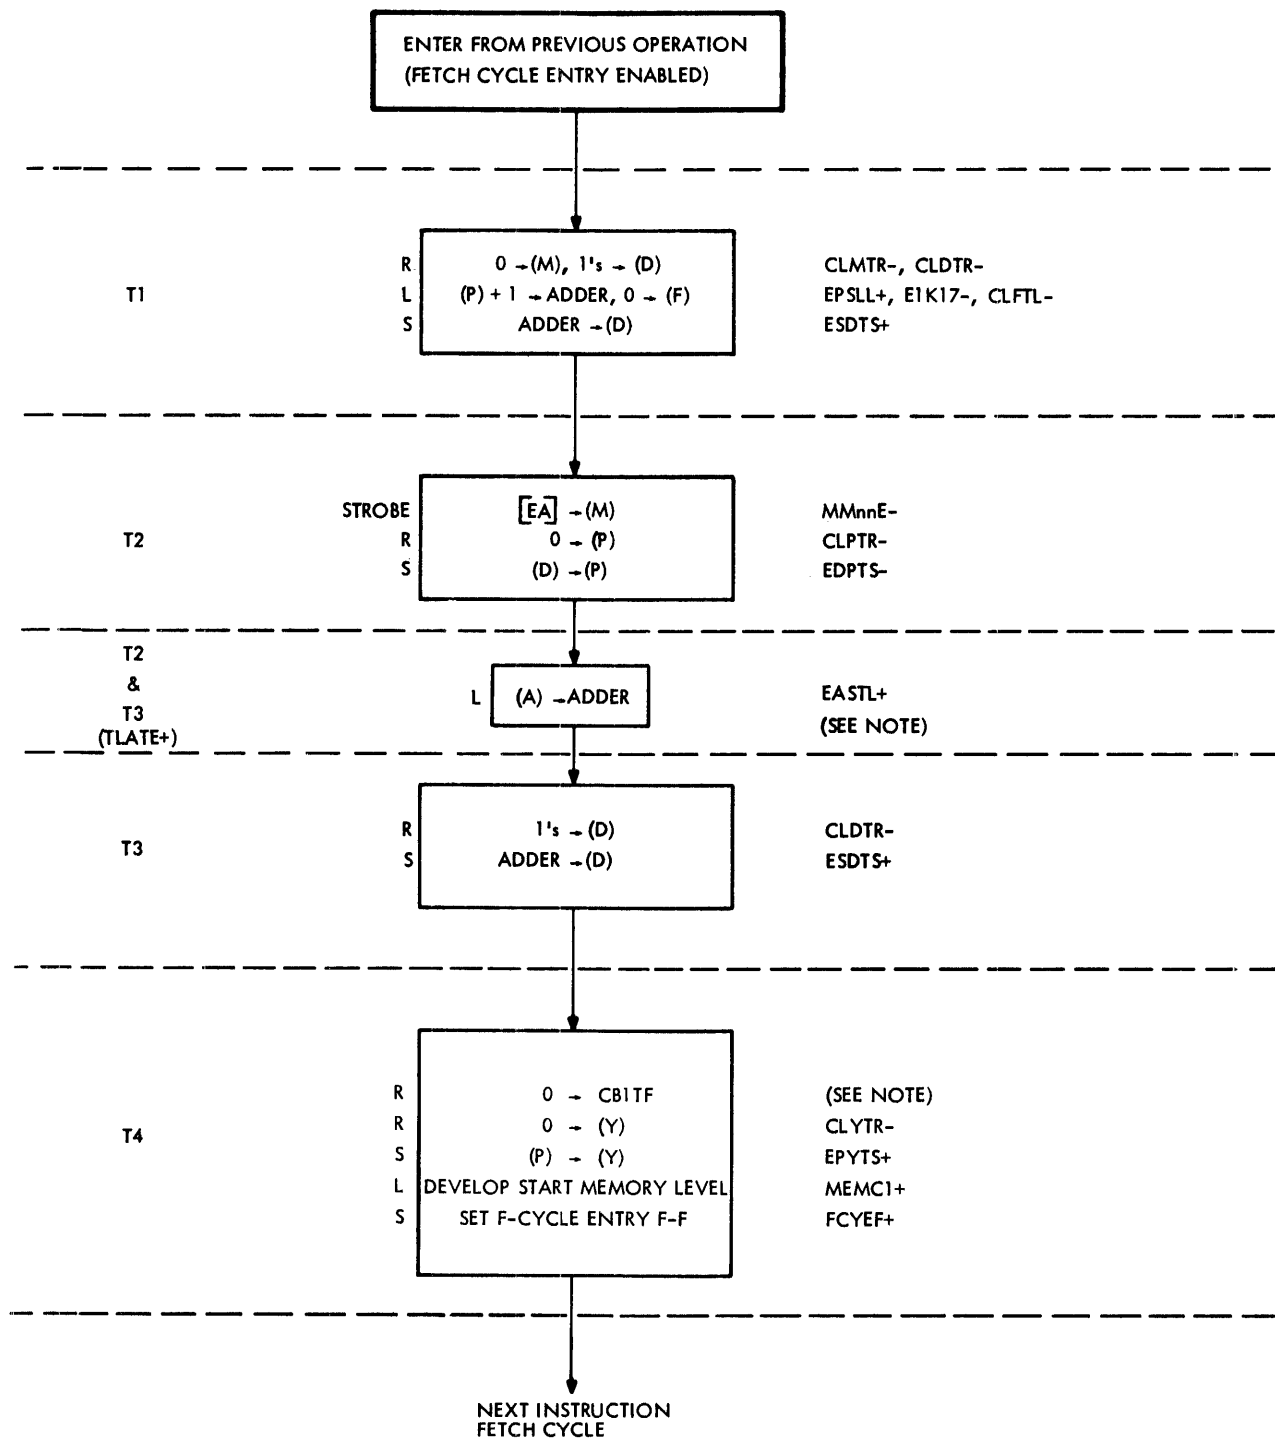 ENTER FROM PREVIOUS OPERATION
(FETCH CYCLE ENTRY ENABLED)
R 0 → (M), 1's → (D) CLMTR-, CLDTR-
T1 L (P) + 1 → ADDER, 0 → (F) EPSLL+, E1K17-, CLFTL-
S ADDER → (D) ESDTS+
STROBE [EA] → (M) MMnnE-
T2 R 0 → (P) CLPTR-
S (D) → (P) EDPTS-
T2
&
T3
(TLATE+)
L (A) → ADDER EASTL+
(SEE NOTE)
R 1's → (D) CLDTR-
T3 S ADDER → (D) ESDTS+
R 0 → CB1TF (SEE NOTE)
R 0 → (Y) CLYTR-
T4
S (P) → (Y) EPYTS+
L DEVELOP START MEMORY LEVEL MEMC1+
S SET F-CYCLE ENTRY F-F FCYEF+
NEXT INSTRUCTION
FETCH CYCLE